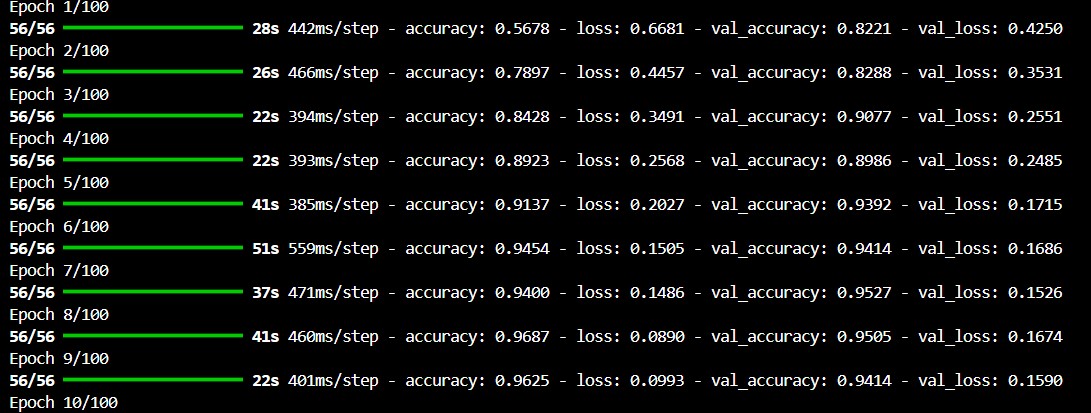 Epoch 1/100
56/56 28s 442ms/step - accuracy: 0.5678 - loss: 0.6681 - val_accuracy: 0.8221 - val_loss: 0.4250
Epoch 2/100
56/56 26s 466ms/step - accuracy: 0.7897 - loss: 0.4457 - val_accuracy: 0.8288 - val_loss: 0.3531
Epoch 3/100
56/56 22s 394ms/step - accuracy: 0.8428 - loss: 0.3491 - val_accuracy: 0.9077 - val_loss: 0.2551
Epoch 4/100
56/56 22s 393ms/step - accuracy: 0.8923 - loss: 0.2568 - val_accuracy: 0.8986 - val_loss: 0.2485
Epoch 5/100
56/56 41s 385ms/step - accuracy: 0.9137 - loss: 0.2027 - val_accuracy: 0.9392 - val_loss: 0.1715
Epoch 6/100
56/56 51s 559ms/step - accuracy: 0.9454 - loss: 0.1505 - val_accuracy: 0.9414 - val_loss: 0.1686
Epoch 7/100
56/56 37s 471ms/step - accuracy: 0.9400 - loss: 0.1486 - val_accuracy: 0.9527 - val_loss: 0.1526
Epoch 8/100
56/56 41s 460ms/step - accuracy: 0.9687 - loss: 0.0890 - val_accuracy: 0.9505 - val_loss: 0.1674
Epoch 9/100
56/56 22s 401ms/step - accuracy: 0.9625 - loss: 0.0993 - val_accuracy: 0.9414 - val_loss: 0.1590
Epoch 10/100